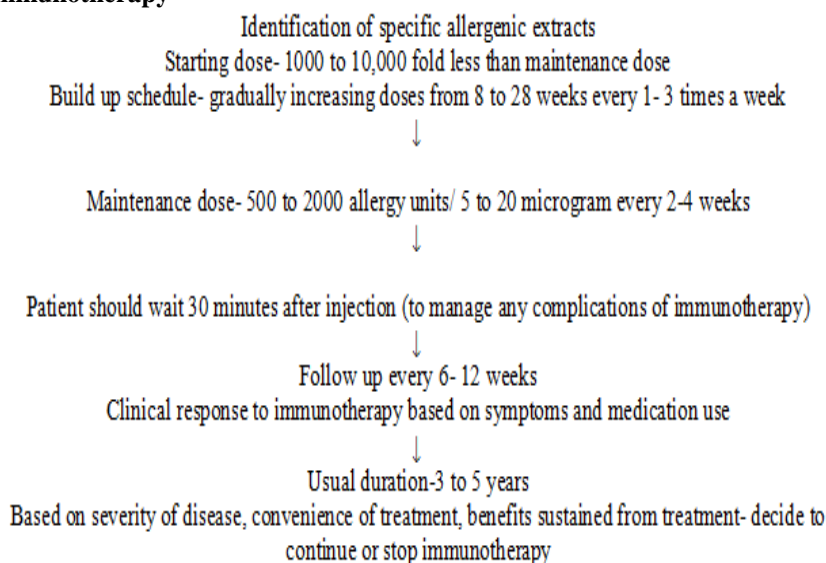 Identification of specific allergenic extracts
Starting dose- 1000 to 10,000 fold less than maintenance dose
Build up schedule- gradually increasing doses from 8 to 28 weeks every 1- 3 times a week
↓
Maintenance dose- 500 to 2000 allergy units/ 5 to 20 microgram every 2-4 weeks
↓
Patient should wait 30 minutes after injection (to manage any complications of immunotherapy)
↓
Follow up every 6- 12 weeks
Clinical response to immunotherapy based on symptoms and medication use
↓
Usual duration-3 to 5 years
Based on severity of disease, convenience of treatment, benefits sustained from treatment- decide to
continue or stop immunotherapy